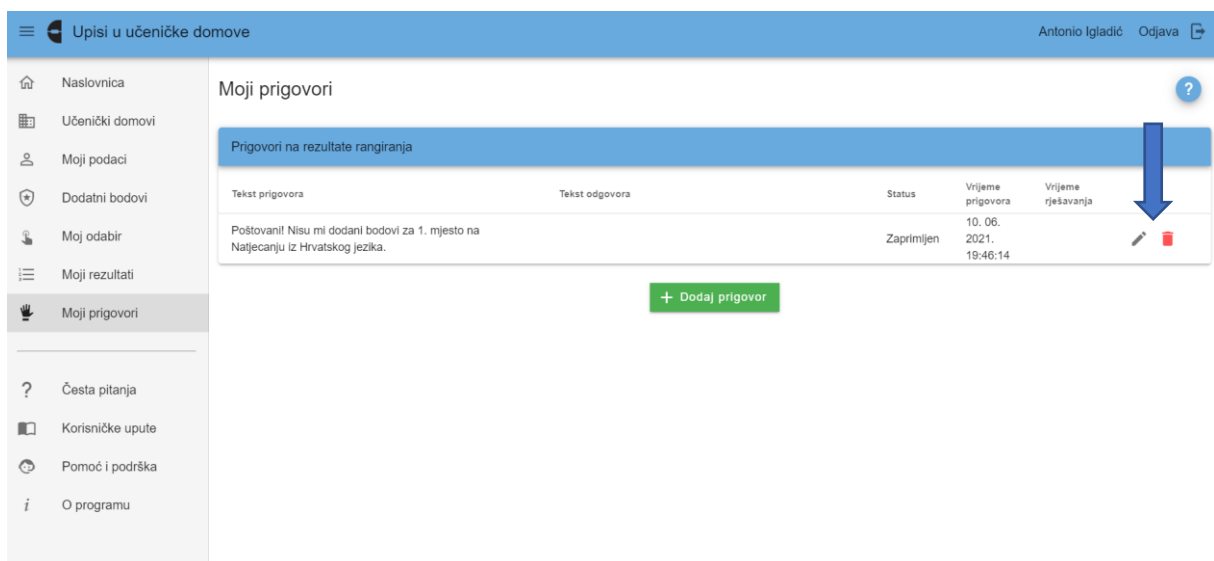 Upisi u učeničke domove
Antonio Igladić Odjava
Naslovnica
Učenički domovi
Moji podaci
Dodatni bodovi
Moj odabir
Moji rezultati
Moji prigovori
Česta pitanja
Korisničke upute
Pomoć i podrška
O programu
Moji prigovori
?
Prigovori na rezultate rangiranja
Tekst prigovora Tekst odgovora Status Vrijeme prigovora Vrijeme rješavanja
Poštovani! Nisu mi dodani bodovi za 1. mjesto na
Natjecanju iz Hrvatskog jezika.
Zaprimljen
10. 06.
2021.
19:46:14
+ Dodaj prigovor